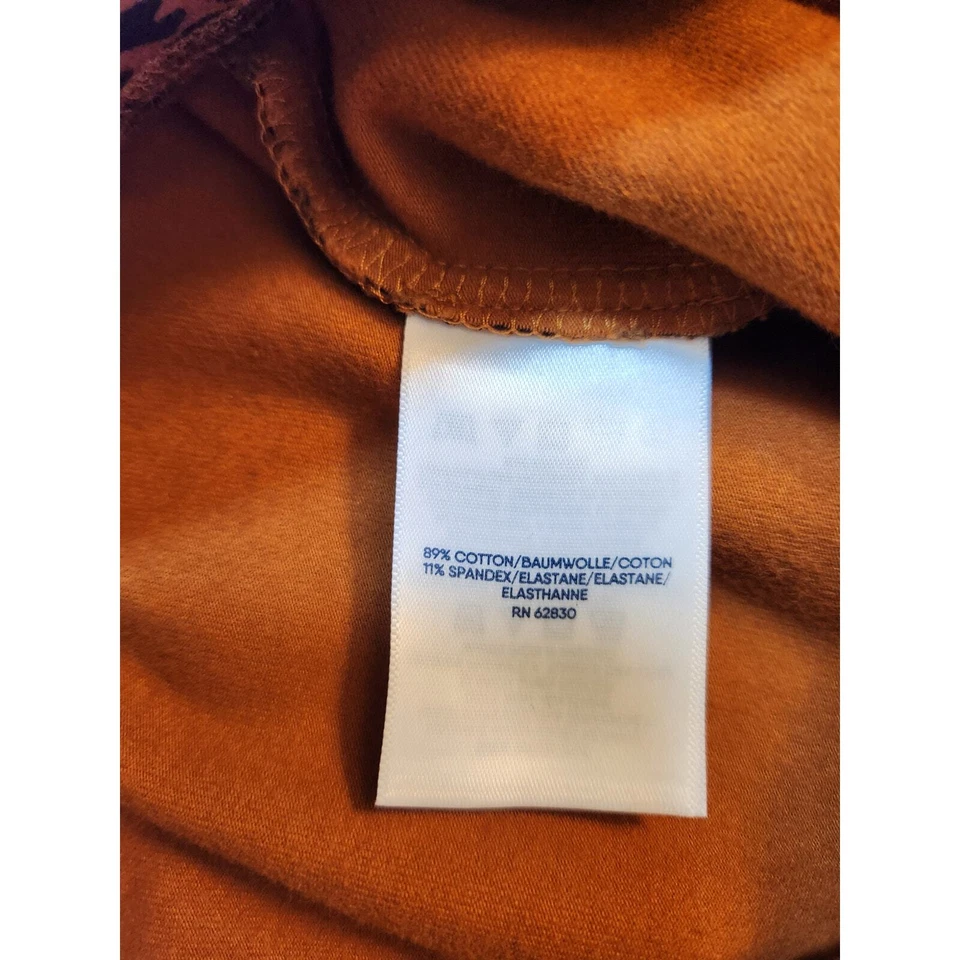 89% COTTON/BAUMWOLLE/COTON
11% SPANDEX/ELASTANE/ELASTANE/
ELASTHANNE
RN 62830